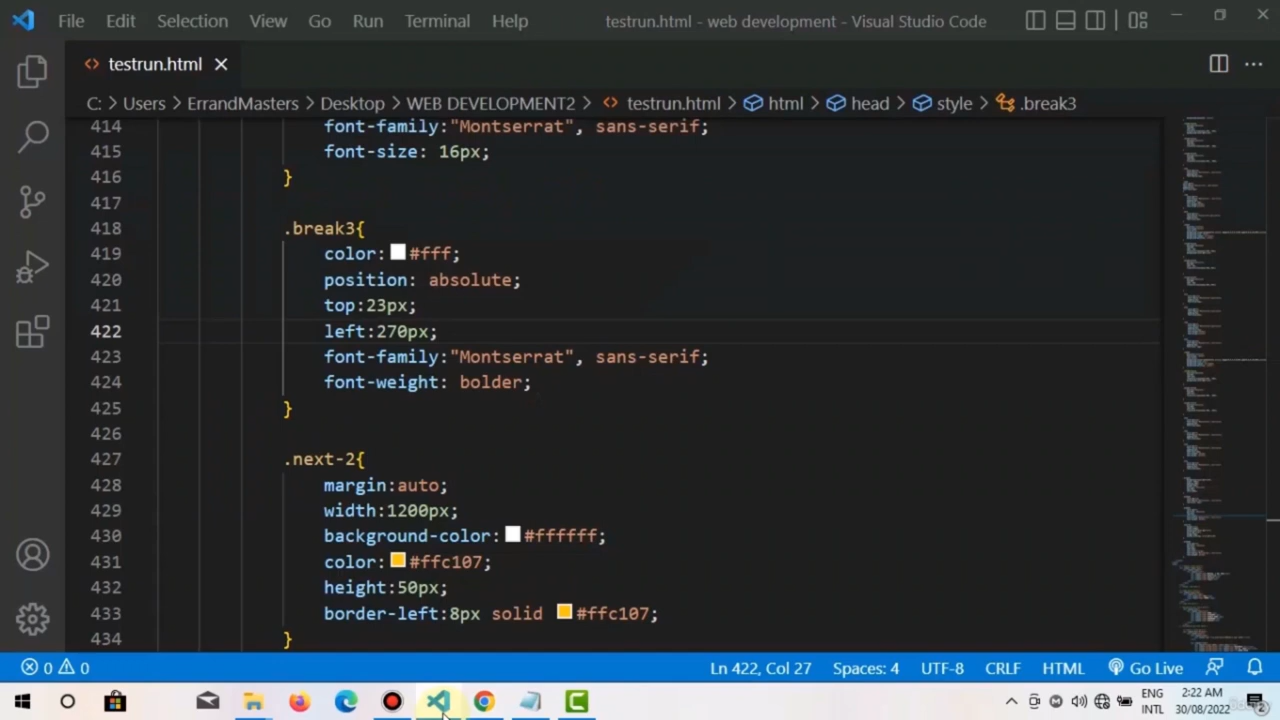 File Edit Selection View Go Run Terminal Help testrun.html - web development - Visual Studio Code
testrun.html
C: Users ErrandMasters Desktop WEB DEVELOPMENT2 testrun.html html head style .break3
414 font-family:"Montserrat", sans-serif;
415 font-size: 16px;
416 }
417
418 .break3{
419 color: #fff;
420 position: absolute;
421 top:23px;
422 left:270px;
423 font-family:"Montserrat", sans-serif;
424 font-weight: bolder;
425 }
426
427 .next-2{
428 margin:auto;
429 width:1200px;
430 background-color: #ffffff;
431 color: #ffc107;
432 height:50px;
433 border-left:8px solid #ffc107;
434 }
0 0 Ln 422, Col 27 Spaces: 4 UTF-8 CRLF HTML Go Live
ENG 2:22 AM
INTL 30/08/2022